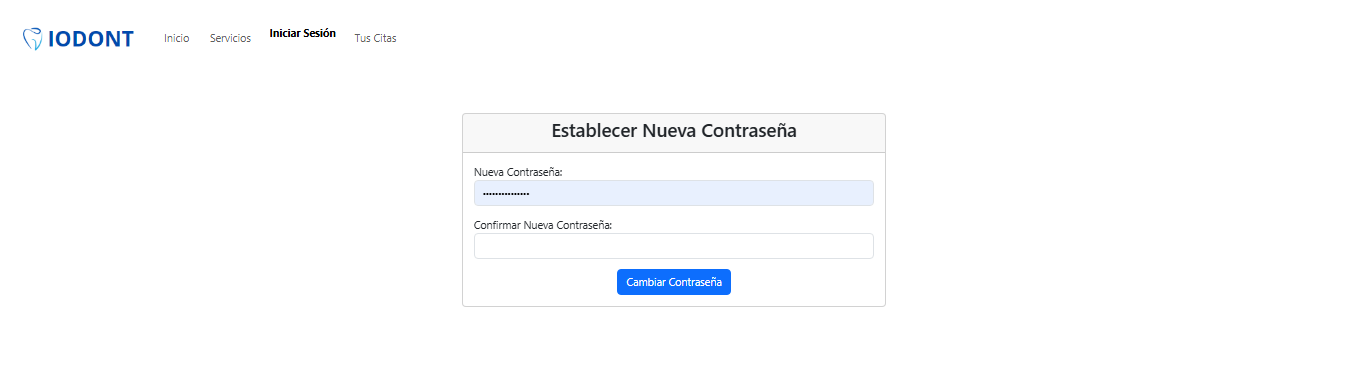 IODONT
Inicio Servicios Iniciar Sesión Tus Citas
Establecer Nueva Contraseña
Nueva Contraseña:
•••••••••••••••
Confirmar Nueva Contraseña:
Cambiar Contraseña